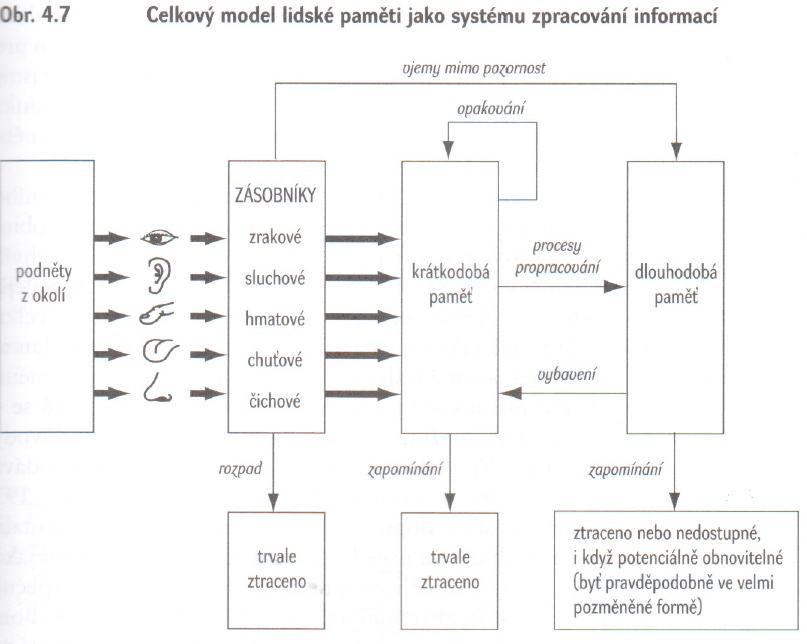 Obr. 4.7 Celkový model lidské paměti jako systému zpracování informací
vjemy mimo pozornost
opakování
podněty
z okolí
ZÁSOBNÍKY
zrakové
sluchové
hmatové
chuťové
čichové
krátkodobá
paměť
procesy
propracování
dlouhodobá
paměť
vybavení
rozpad
zapomínání
zapomínání
trvale
ztraceno
trvale
ztraceno
ztraceno nebo nedostupné,
i když potenciálně obnovitelné
(byť pravděpodobně ve velmi
pozměněné formě)